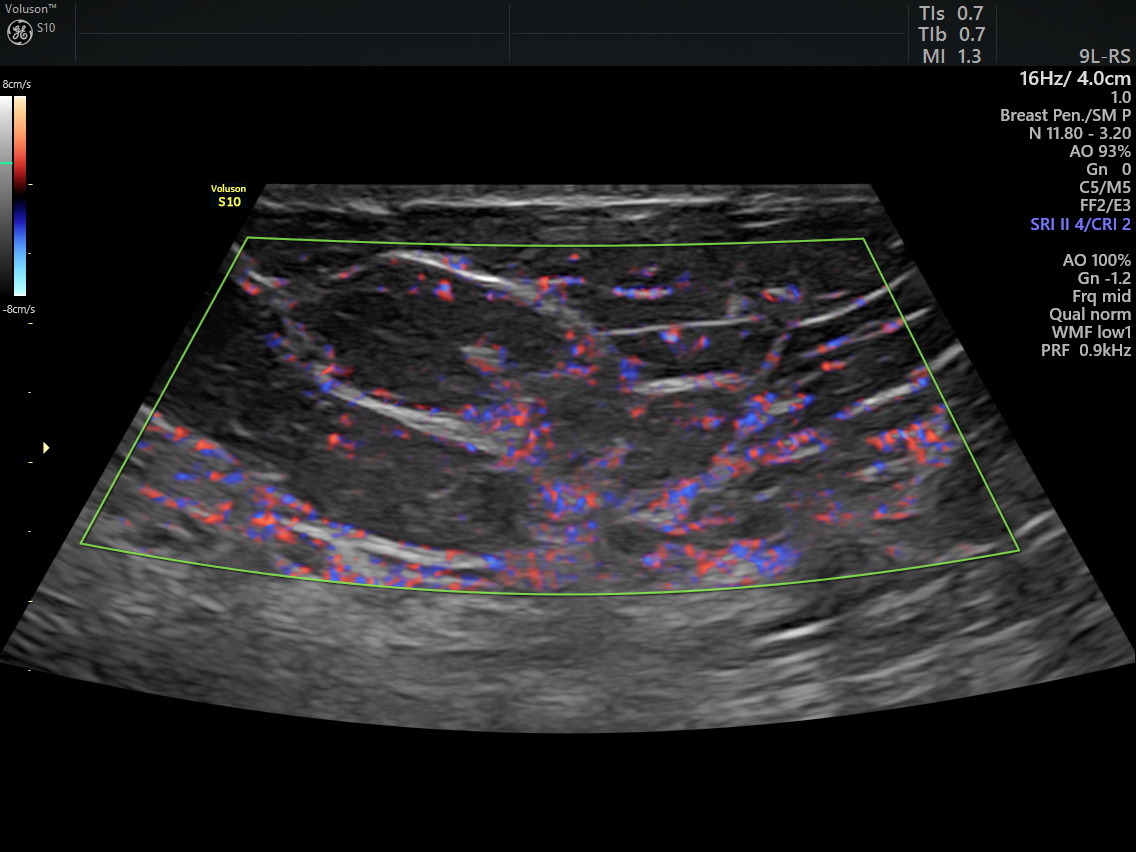 Voluson™
S10
TIs 0.7
TIb 0.7
MI 1.3
9L-RS
16Hz/ 4.0cm
1.0
Breast Pen./SM P
N 11.80 - 3.20
AO 93%
Gn 0
C5/M5
FF2/E3
SRI II 4/CRI 2
AO 100%
Gn -1.2
Frq mid
Qual norm
WMF low1
PRF 0.9kHz
8cm/s
-8cm/s
Voluson
S10